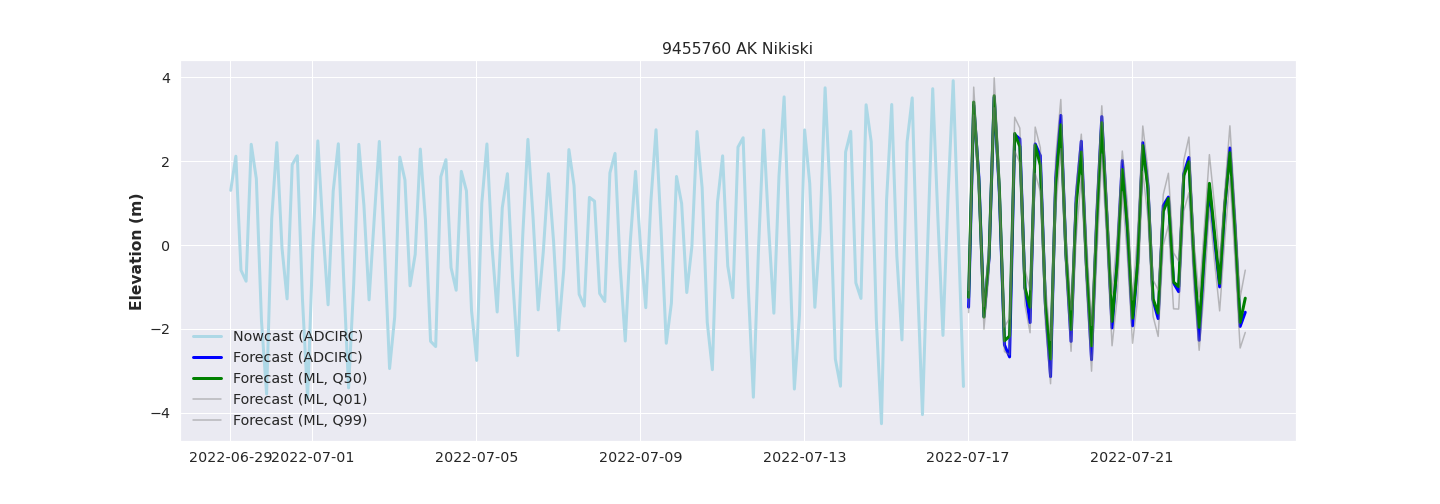 9455760 AK Nikiski
Elevation (m)
4
2
0
−2
−4
Nowcast (ADCIRC)
Forecast (ADCIRC)
Forecast (ML, Q50)
Forecast (ML, Q01)
Forecast (ML, Q99)
2022-06-29 2022-07-01 2022-07-05 2022-07-09 2022-07-13 2022-07-17 2022-07-21